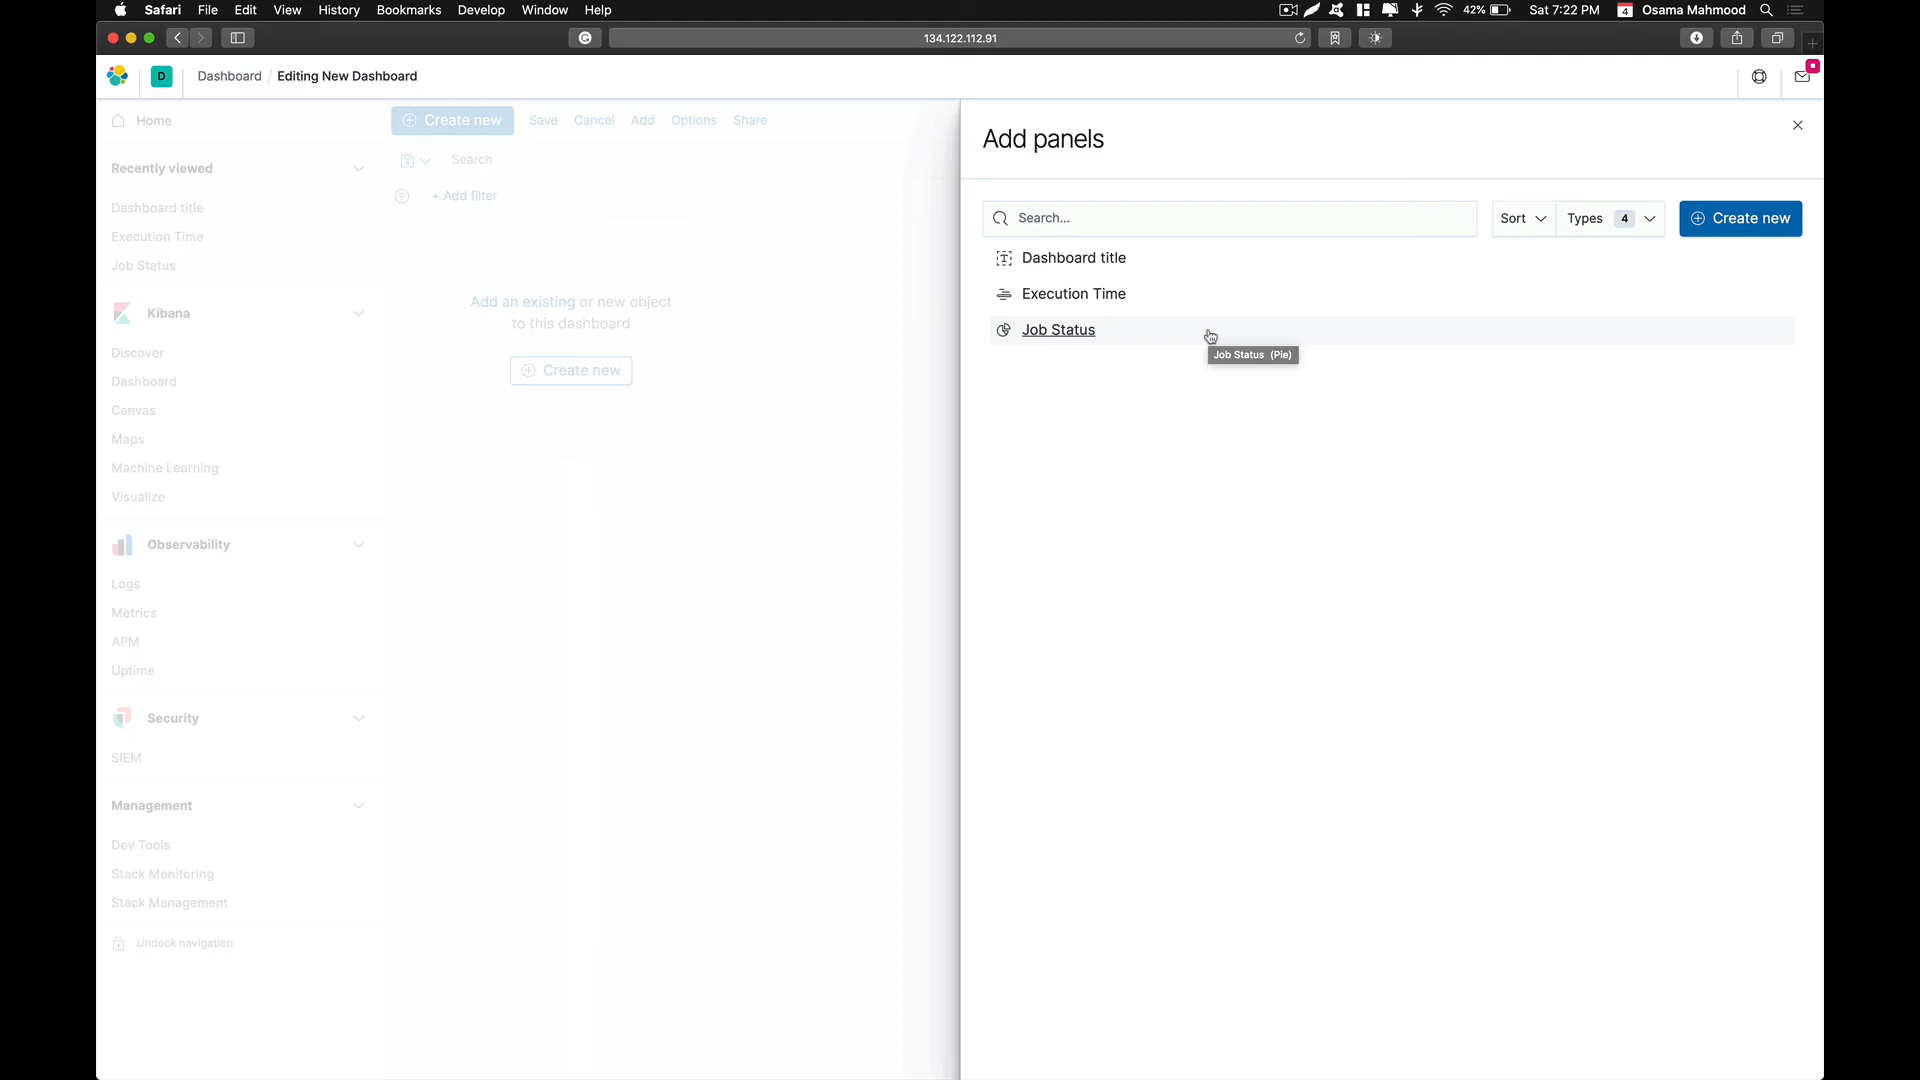 Safari File Edit View History Bookmarks Develop Window Help 42% Sat 7:22 PM 4 Osama Mahmood
134.122.112.91
D Dashboard / Editing New Dashboard
Home
Recently viewed
Dashboard title
Execution Time
Job Status
Kibana
Discover
Dashboard
Canvas
Maps
Machine Learning
Visualize
Observability
Logs
Metrics
APM
Uptime
Security
SIEM
Management
Dev Tools
Stack Monitoring
Stack Management
Undock navigation
Create new Save Cancel Add Options Share
Search
+ Add filter
Add an existing or new object
to this dashboard
Create new
Add panels
Search... Sort Types 4 Create new
Dashboard title
Execution Time
Job Status
Job Status (Pie)